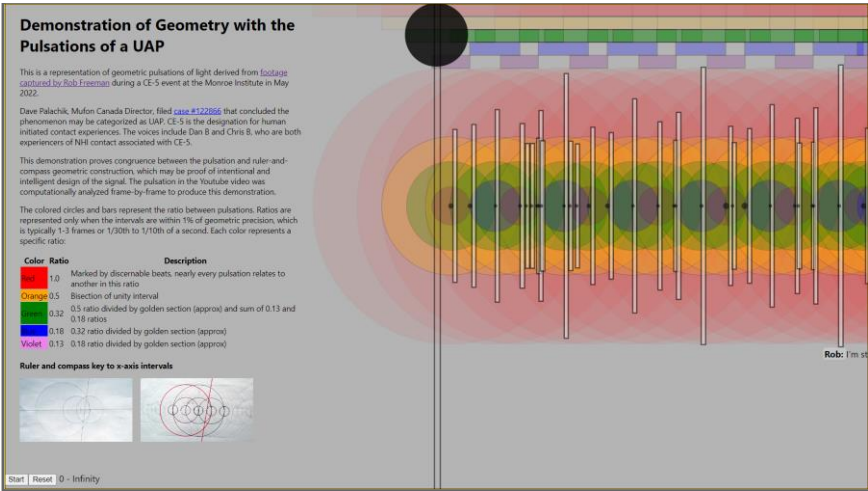 Demonstration of Geometry with the
Pulsations of a UAP
This is a representation of geometric pulsations of light derived from footage
captured by Rob Freeman during a CE-5 event at the Monroe Institute in May
2022.
Dave Palachik, Mufon Canada Director, filed case #122866 that concluded the
phenomenon may be categorized as UAP. CE-5 is the designation for human
initiated contact experiences. The voices include Dan B and Chris B, who are both
experiencers of NHI contact associated with CE-5.
This demonstration proves congruence between the pulsation and ruler-and-
compass geometric construction, which may be proof of intentional and
intelligent design of the signal. The pulsation in the Youtube video was
computationally analyzed frame-by-frame to produce this demonstration.
The colored circles and bars represent the ratio between pulsations. Ratios are
represented only when the intervals are within 1% of geometric precision, which
is typically 1-3 frames or 1/30th to 1/10th of a second. Each color represents a
specific ratio:
Color Ratio Description
Red 1.0 Marked by discernable beats, nearly every pulsation relates to
another in this ratio
Orange 0.5 Bisection of unity interval
Green 0.32 0.5 ratio divided by golden section (approx) and sum of 0.13 and
0.18 ratios
Blue 0.18 0.32 ratio divided by golden section (approx)
Violet 0.13 0.18 ratio divided by golden section (approx)
Ruler and compass key to x-axis intervals
Rob: I'm st
Start Reset 0 - Infinity